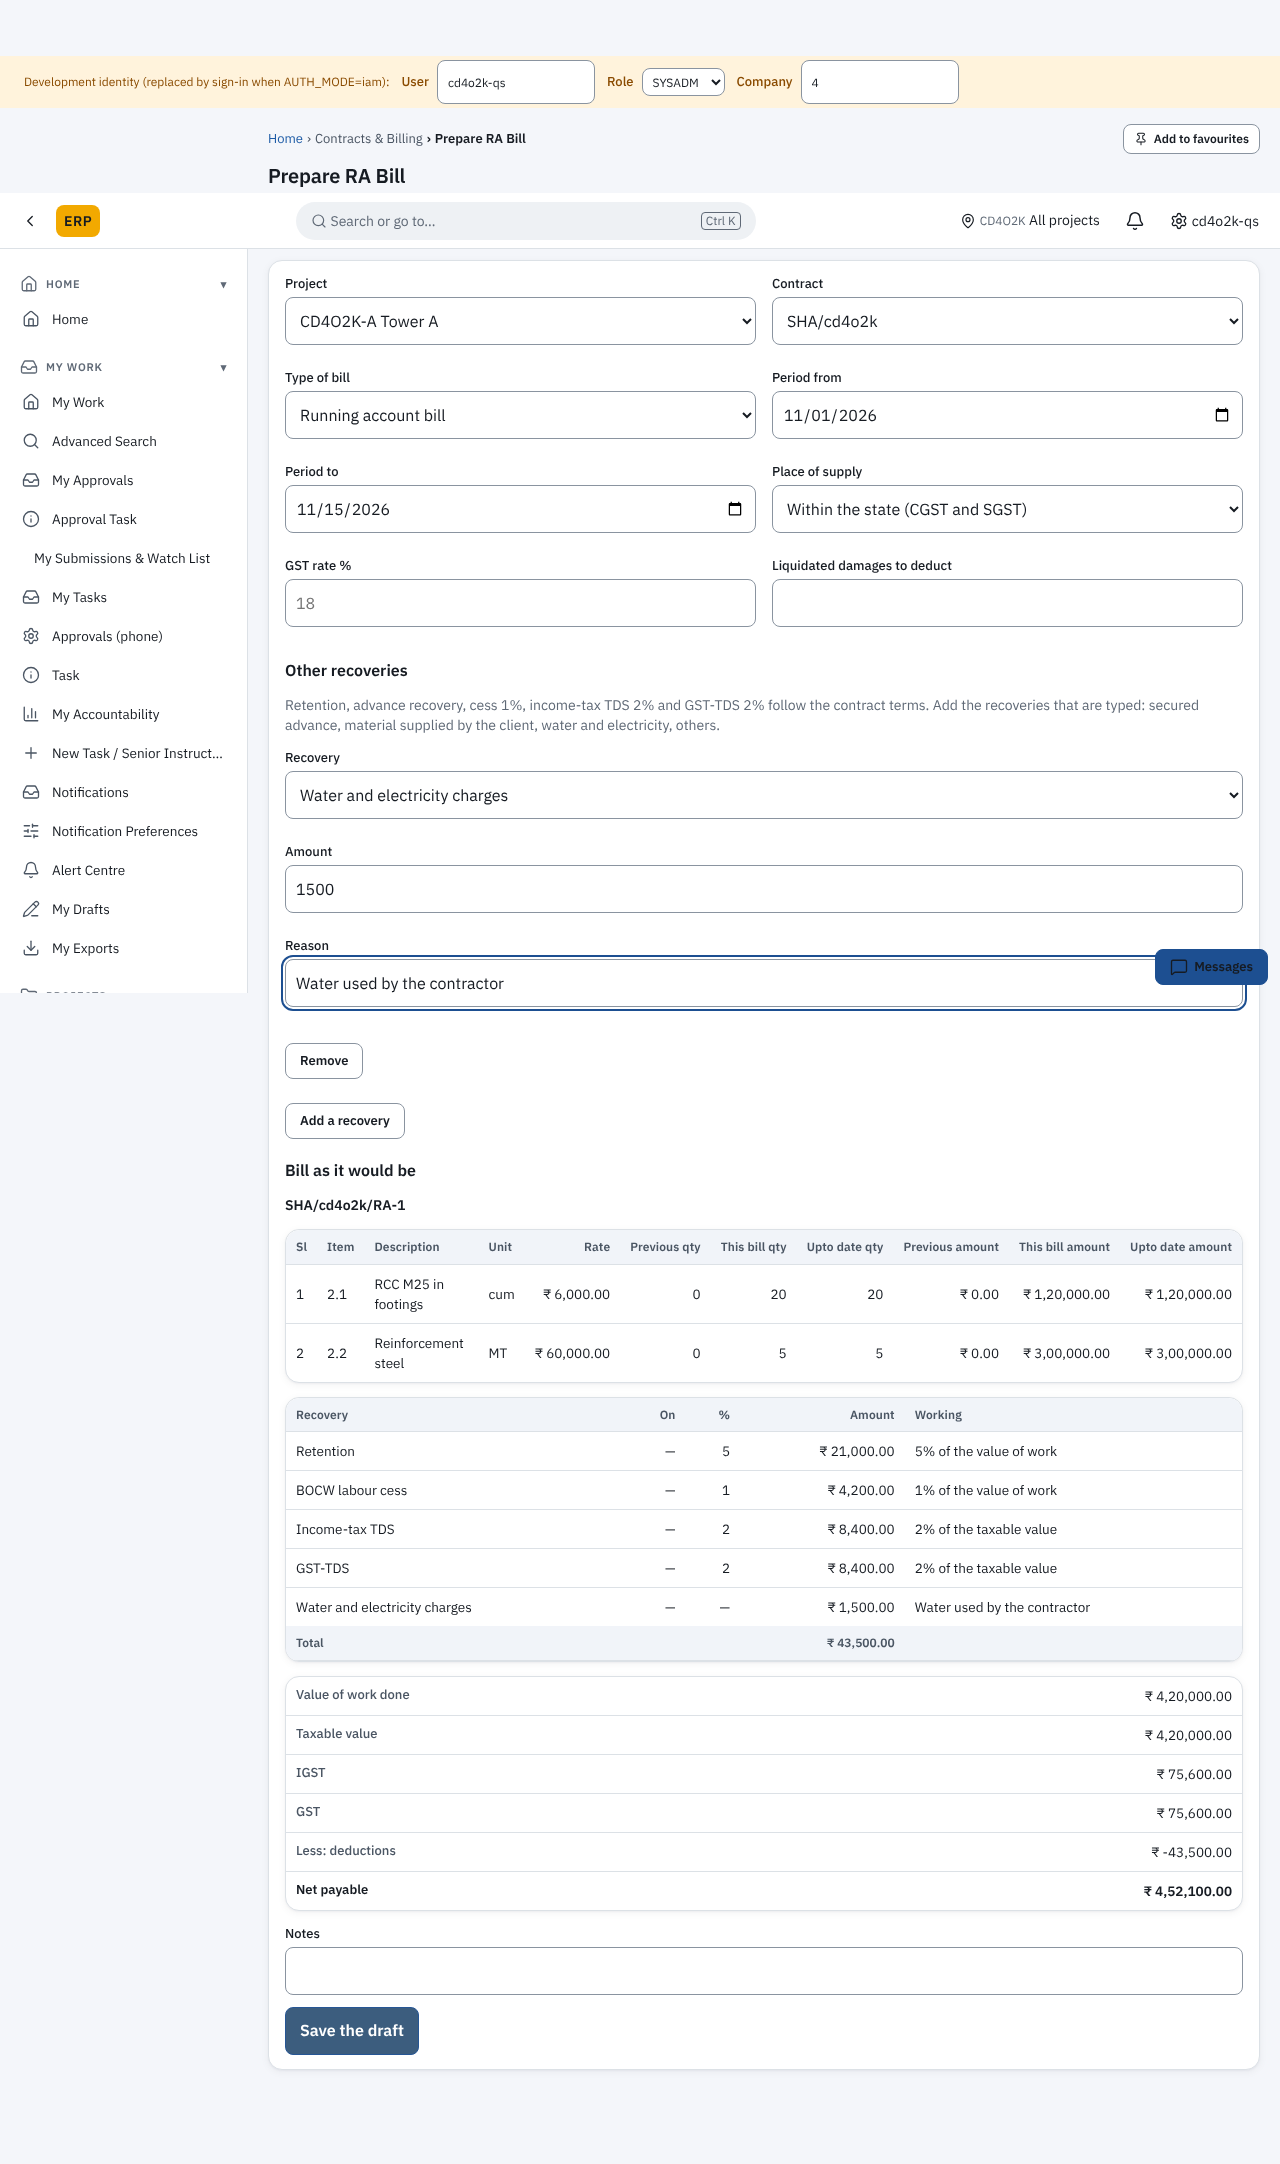 Development identity (replaced by sign-in when AUTH_MODE=iam): User cd4o2k-qs Role SYSADM Company 4
Home › Contracts & Billing › Prepare RA Bill
Add to favourites
Prepare RA Bill
ERP
Search or go to... Ctrl K
CD4O2K All projects
cd4o2k-qs
HOME
Home
MY WORK
My Work
Advanced Search
My Approvals
Approval Task
My Submissions & Watch List
My Tasks
Approvals (phone)
Task
My Accountability
New Task / Senior Instruct...
Notifications
Notification Preferences
Alert Centre
My Drafts
My Exports
Project Contract
CD4O2K-A Tower A SHA/cd4o2k
Type of bill Period from
Running account bill 11/01/2026
Period to Place of supply
11/15/2026 Within the state (CGST and SGST)
GST rate % Liquidated damages to deduct
18
Other recoveries
Retention, advance recovery, cess 1%, income-tax TDS 2% and GST-TDS 2% follow the contract terms. Add the recoveries that are typed: secured
advance, material supplied by the client, water and electricity, others.
Recovery
Water and electricity charges
Amount
1500
Reason
Water used by the contractor
Messages
Remove
Add a recovery
Bill as it would be
SHA/cd4o2k/RA-1
Sl Item Description Unit Rate Previous qty This bill qty Upto date qty Previous amount This bill amount Upto date amount
1 2.1 RCC M25 in footings cum ₹ 6,000.00 0 20 20 ₹ 0.00 ₹ 1,20,000.00 ₹ 1,20,000.00
2 2.2 Reinforcement steel MT ₹ 60,000.00 0 5 5 ₹ 0.00 ₹ 3,00,000.00 ₹ 3,00,000.00
Recovery On % Amount Working
Retention — 5 ₹ 21,000.00 5% of the value of work
BOCW labour cess — 1 ₹ 4,200.00 1% of the value of work
Income-tax TDS — 2 ₹ 8,400.00 2% of the taxable value
GST-TDS — 2 ₹ 8,400.00 2% of the taxable value
Water and electricity charges — — ₹ 1,500.00 Water used by the contractor
Total ₹ 43,500.00
Value of work done ₹ 4,20,000.00
Taxable value ₹ 4,20,000.00
IGST ₹ 75,600.00
GST ₹ 75,600.00
Less: deductions ₹ -43,500.00
Net payable ₹ 4,52,100.00
Notes
Save the draft